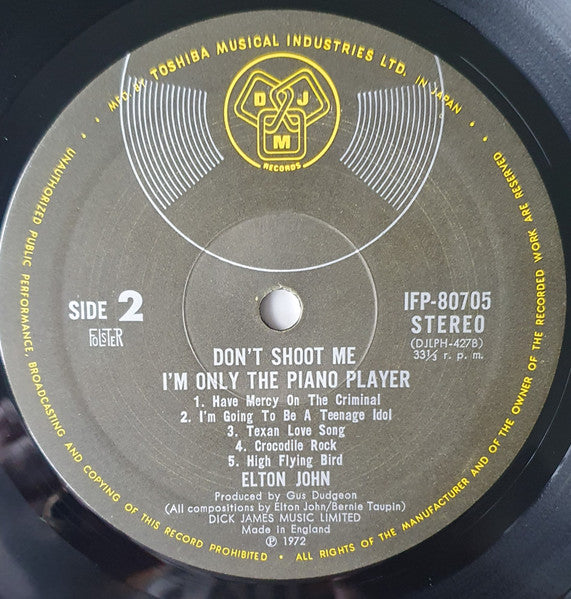 MFD. BY TOSHIBA MUSICAL INDUSTRIES LTD. IN JAPAN
D J
M
RECORDS
SIDE 2
FOLSTER
IFP-80705
STEREO
(DJLPH-427B)
33⅓ r. p. m.
DON'T SHOOT ME
I'M ONLY THE PIANO PLAYER
1. Have Mercy On The Criminal
2. I'm Going To Be A Teenage Idol
3. Texan Love Song
4. Crocodile Rock
5. High Flying Bird
ELTON JOHN
Produced by Gus Dudgeon
(All compositions by Elton John/Bernie Taupin)
DICK JAMES MUSIC LIMITED
Made in England
℗ 1972
UNAUTHORIZED PUBLIC PERFORMANCE, BROADCASTING AND COPYING OF THIS RECORD PROHIBITED • ALL RIGHTS OF THE MANUFACTURER AND OF THE OWNER OF THE RECORDED WORK ARE RESERVED